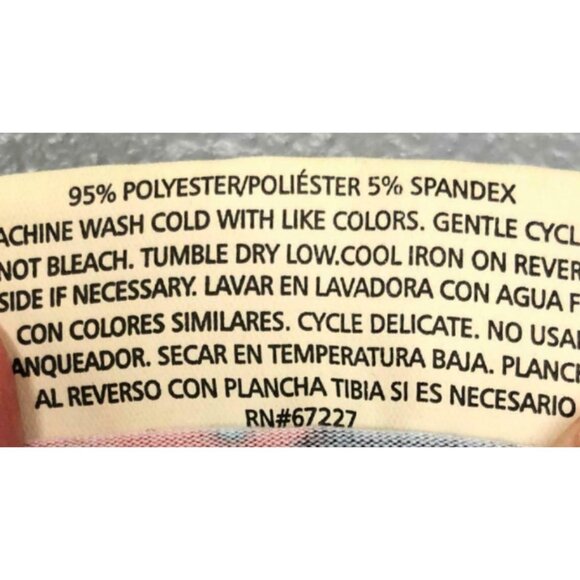 95% POLYESTER/POLIÉSTER 5% SPANDEX
ACHINE WASH COLD WITH LIKE COLORS. GENTLE CYCL
NOT BLEACH. TUMBLE DRY LOW.COOL IRON ON REVER
SIDE IF NECESSARY. LAVAR EN LAVADORA CON AGUA F
CON COLORES SIMILARES. CYCLE DELICATE. NO USAR
ANQUEADOR. SECAR EN TEMPERATURA BAJA. PLANCH
AL REVERSO CON PLANCHA TIBIA SI ES NECESARIO
RN#67227